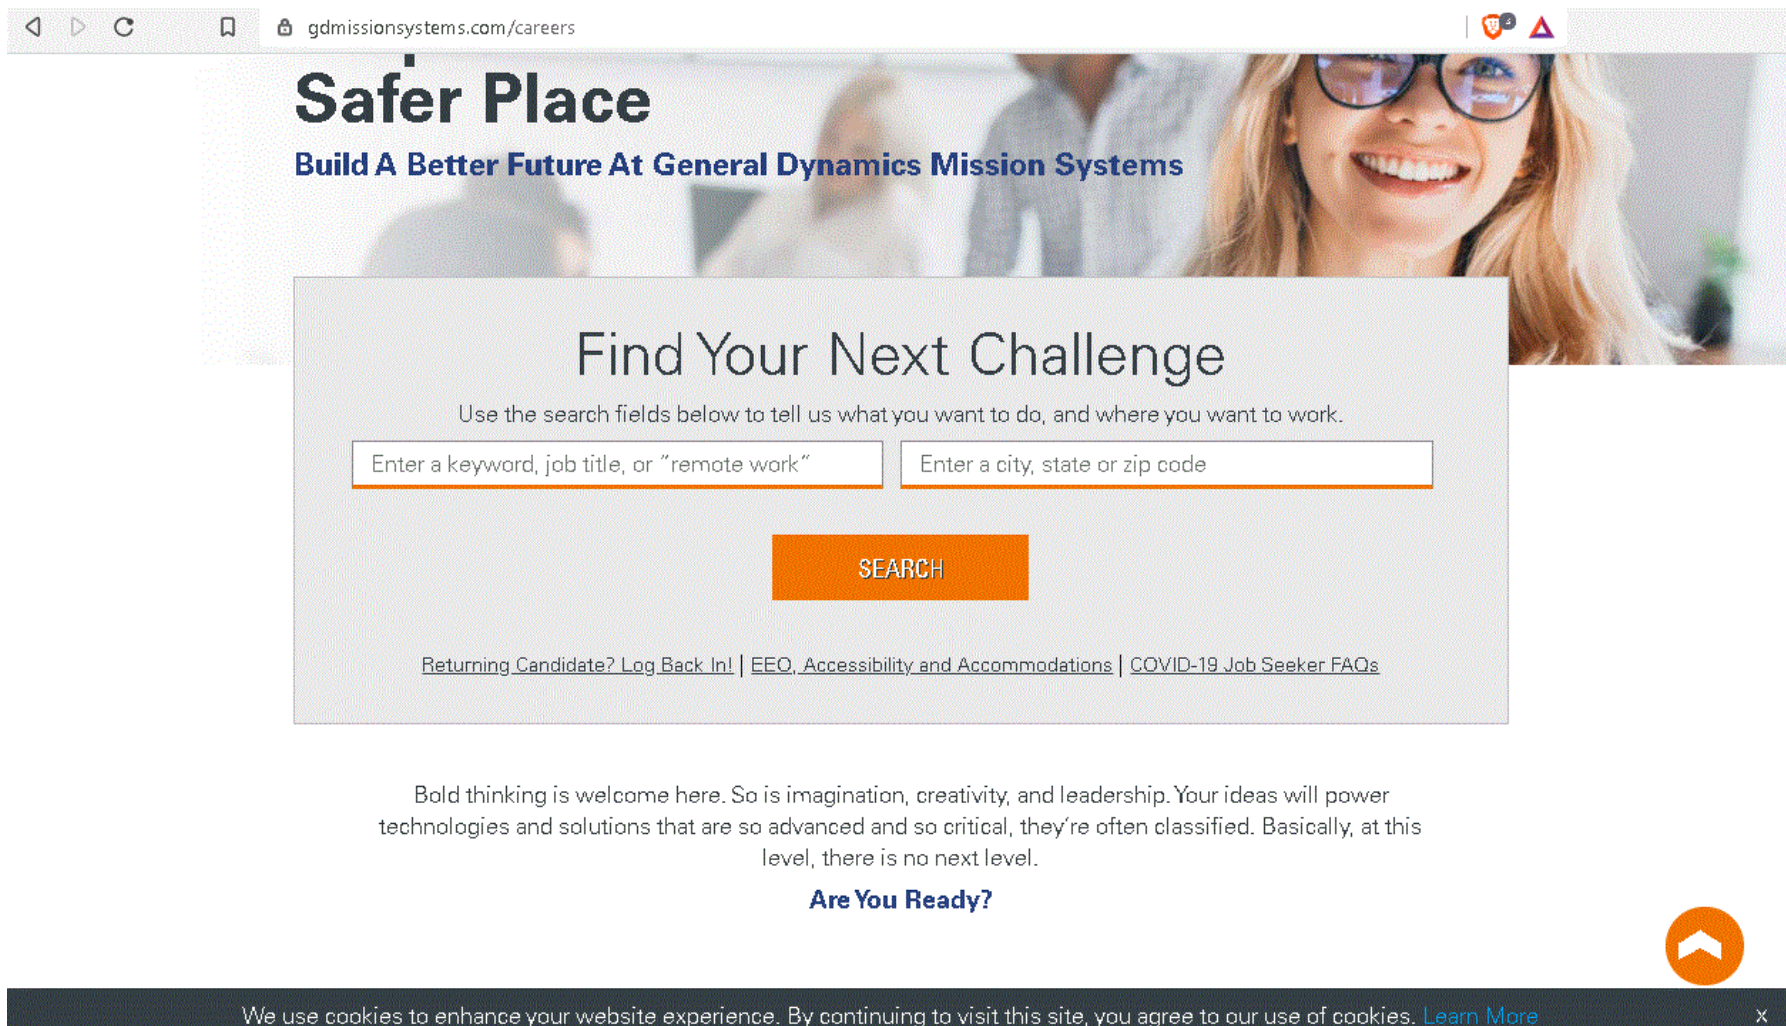 gdmissionsystems.com/careers
Safer Place
Build A Better Future At General Dynamics Mission Systems
Find Your Next Challenge
Use the search fields below to tell us what you want to do, and where you want to work.
Enter a keyword, job title, or "remote work"
Enter a city, state or zip code
SEARCH
Returning Candidate? Log Back In! | EEO, Accessibility and Accommodations | COVID-19 Job Seeker FAQs
Bold thinking is welcome here. So is imagination, creativity, and leadership. Your ideas will power
technologies and solutions that are so advanced and so critical, they're often classified. Basically, at this
level, there is no next level.
Are You Ready?
We use cookies to enhance your website experience. By continuing to visit this site, you agree to our use of cookies. Learn More
X